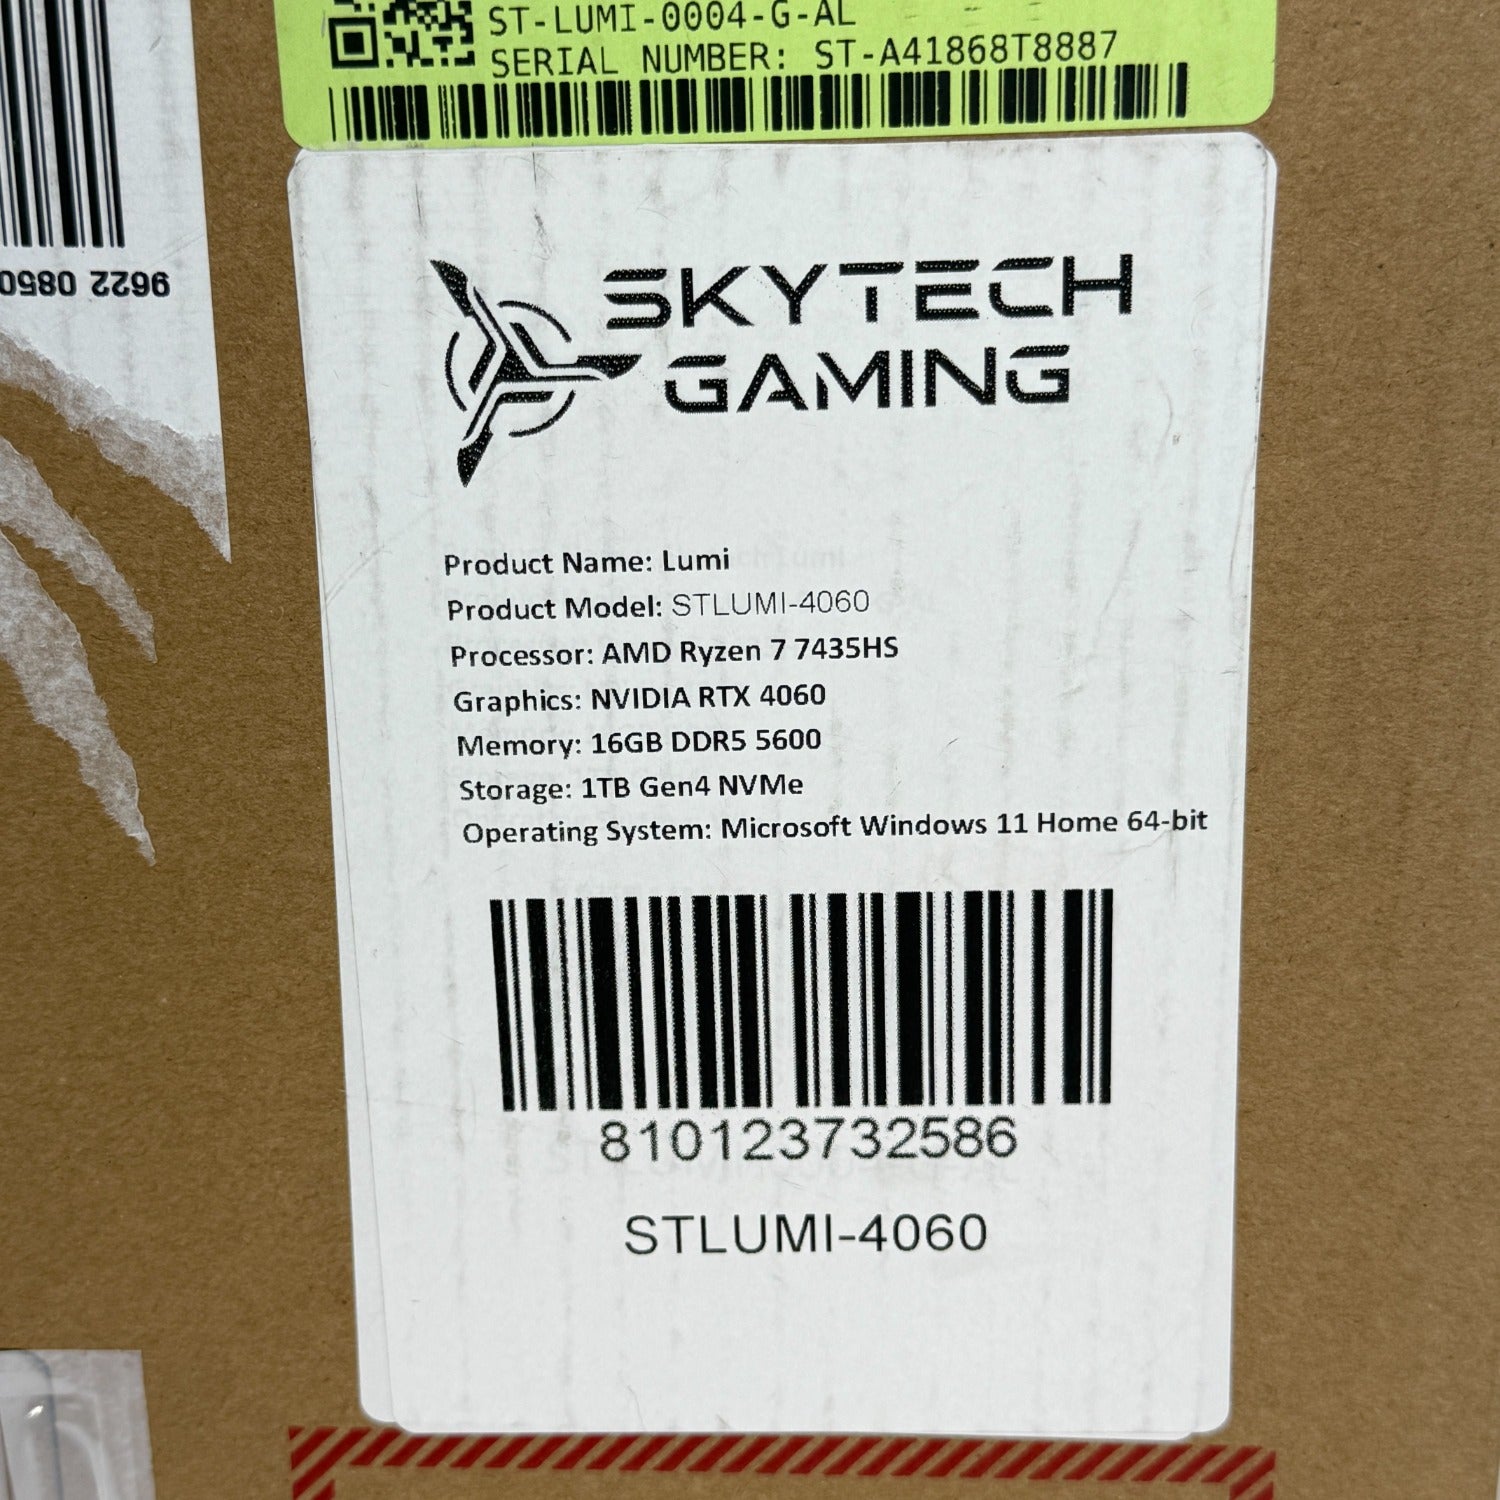 ST-LUMI-0004-G-AL
SERIAL NUMBER: ST-A41868T8887
9622 0850
SKYTECH
GAMING
Product Name: Lumi
Product Model: STLUMI-4060
Processor: AMD Ryzen 7 7435HS
Graphics: NVIDIA RTX 4060
Memory: 16GB DDR5 5600
Storage: 1TB Gen4 NVMe
Operating System: Microsoft Windows 11 Home 64-bit
810123732586
STLUMI-4060